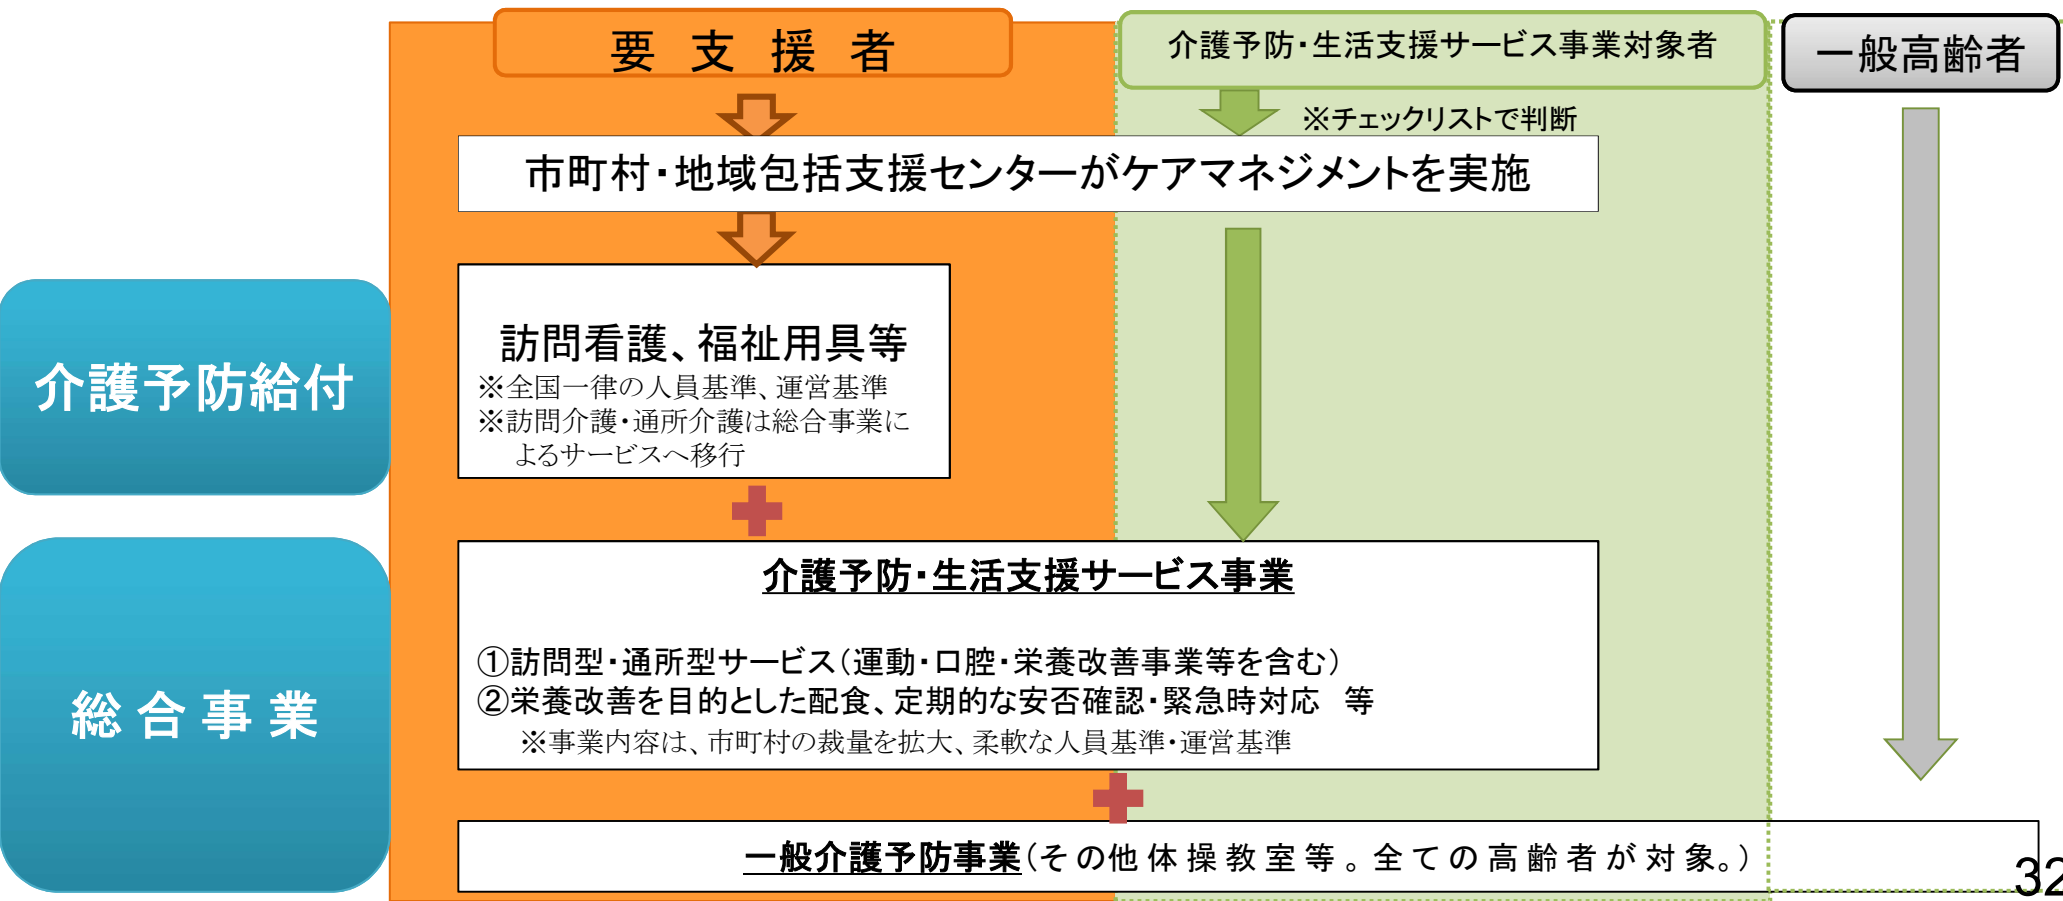 要 支 援 者
介護予防・生活支援サービス事業対象者
一般高齢者
※チェックリストで判断
市町村・地域包括支援センターがケアマネジメントを実施
介護予防給付
訪問看護、福祉用具等
※全国一律の人員基準、運営基準
※訪問介護・通所介護は総合事業に
よるサービスへ移行
総 合 事 業
介護予防・生活支援サービス事業
①訪問型・通所型サービス(運動・口腔・栄養改善事業等を含む)
②栄養改善を目的とした配食、定期的な安否確認・緊急時対応 等
※事業内容は、市町村の裁量を拡大、柔軟な人員基準・運営基準
一般介護予防事業(その他体操教室等。全ての高齢者が対象。)
32